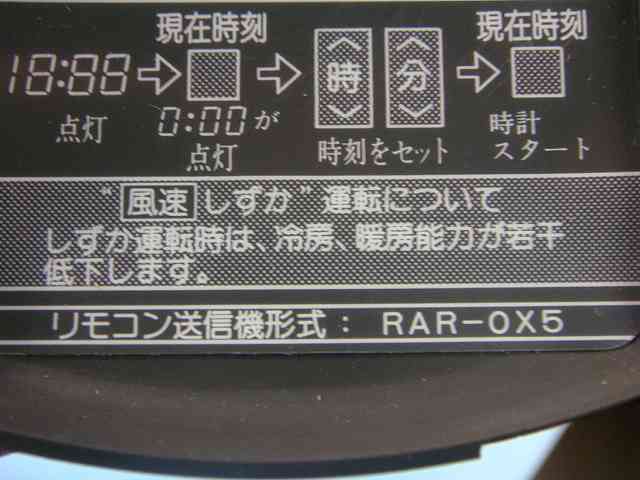 現在時刻 現在時刻
18:88 ⇨ ⇨ 時 分 ⇨
点灯 0:00が 時刻をセット 時計
点灯 スタート
“風速しずか”運転について
しずか運転時は、冷房、暖房能力が若干
低下します。
リモコン送信機形式： RAR-0X5